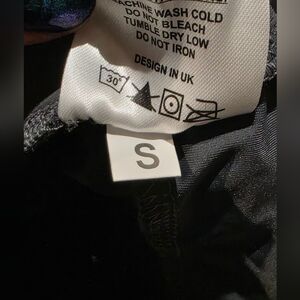 MACHINE WASH COLD
DO NOT BLEACH
TUMBLE DRY LOW
DO NOT IRON
DESIGN IN UK
30°
S